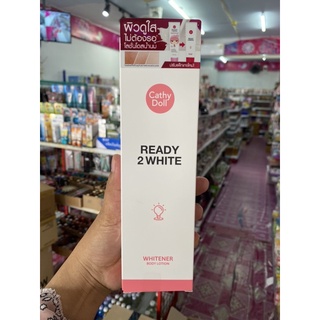 ผิวดูใส
ไม่ต้องรอ
Cathy
Doll
READY
2 WHITE
WHITENER
BODY LOTION